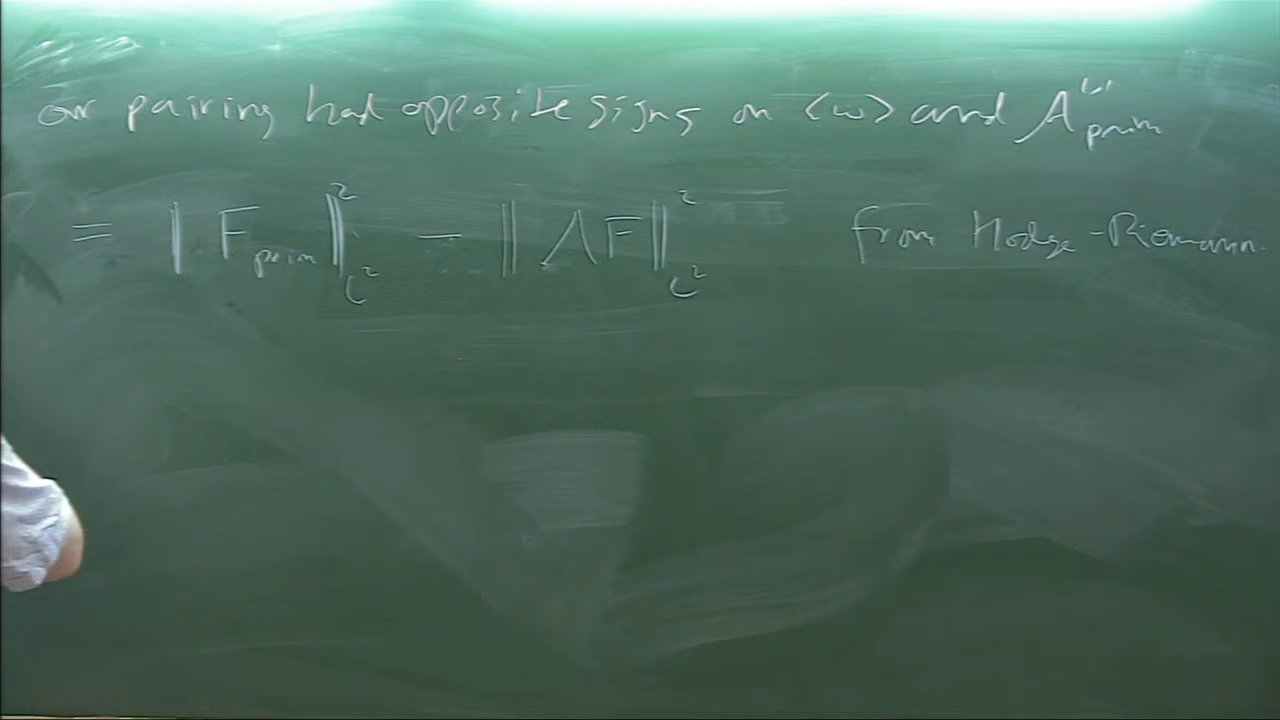 our pairing had opposite signs on <ω> and A^{1,1}_{prim}
= ‖F_{prim}‖²_{L²} - ‖ΛF‖²_{L²} from Hodge-Riemann.